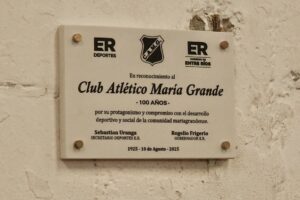 ER
DEPORTES
ER
GOBIERNO DE
ENTRE RÍOS
En reconocimiento al
Club Atlético María Grande
- 100 AÑOS -
por su protagonismo y compromiso con el desarrollo
deportivo y social de la comunidad mariagrandense.
Sebastian Uranga
SECRETARIO DEPORTES E.R.
Rogelio Frigerio
GOBERNADOR E.R.
1925 - 10 de Agosto - 2025